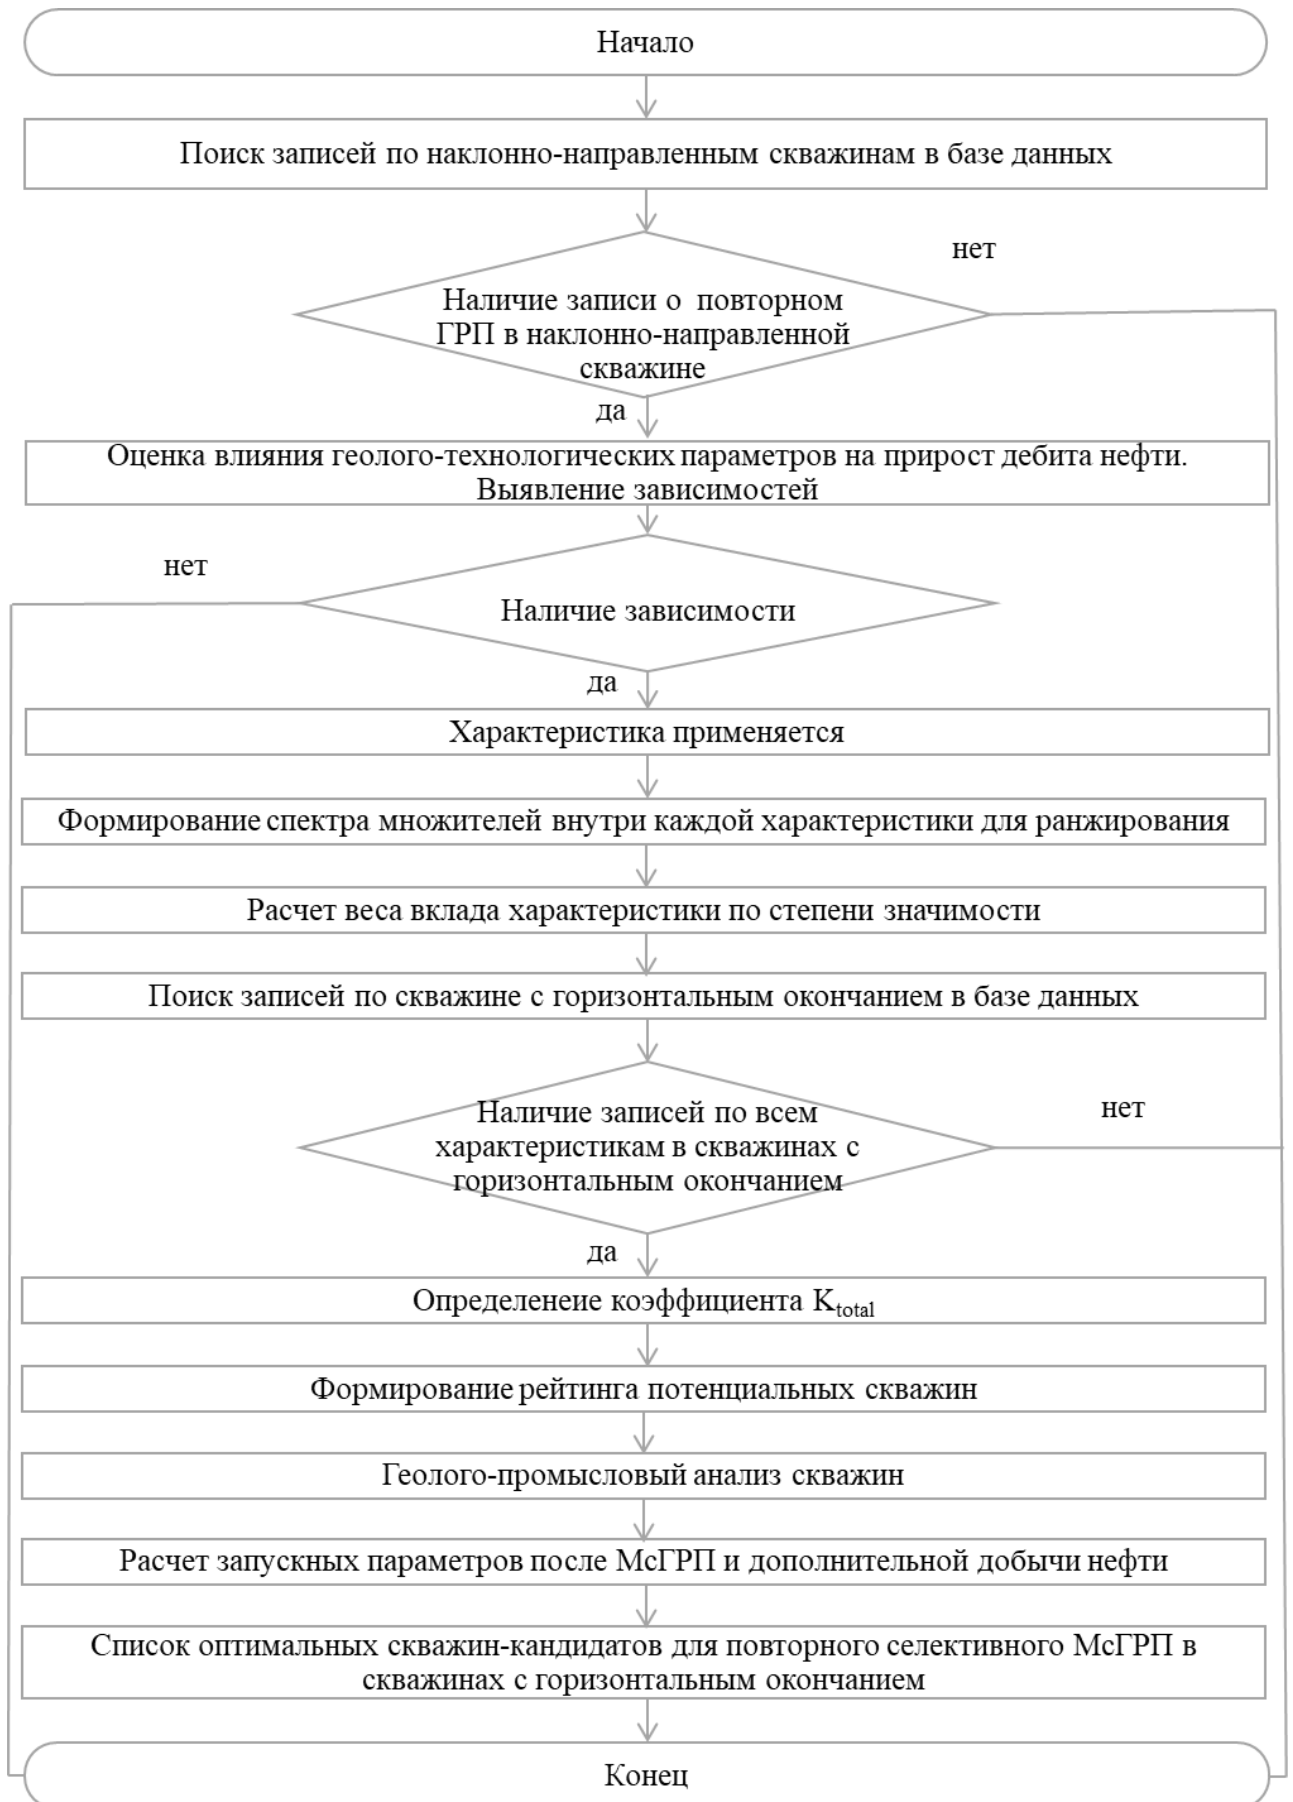 Начало
Поиск записей по наклонно-направленным скважинам в базе данных
нет
Наличие записи о повторном
ГРП в наклонно-направленной
скважине
да
Оценка влияния геолого-технологических параметров на прирост дебита нефти.
Выявление зависимостей
нет
Наличие зависимости
да
Характеристика применяется
Формирование спектра множителей внутри каждой характеристики для ранжирования
Расчет веса вклада характеристики по степени значимости
Поиск записей по скважине с горизонтальным окончанием в базе данных
Наличие записей по всем
нет
характеристикам в скважинах с
горизонтальным окончанием
да
Определенеие коэффициента Ktotal
Формирование рейтинга потенциальных скважин
Геолого-промысловый анализ скважин
Расчет запускных параметров после МсГРП и дополнительной добычи нефти
Список оптимальных скважин-кандидатов для повторного селективного МсГРП в
скважинах с горизонтальным окончанием
Конец